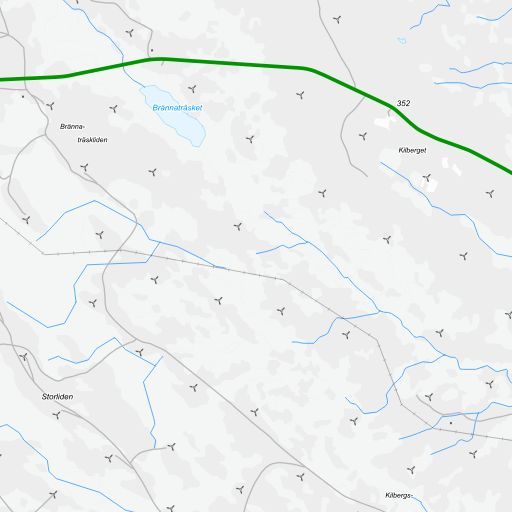 352
Brännaträsket
Bränna-
träskliden
Kilberget
Storliden
Kilbergs-